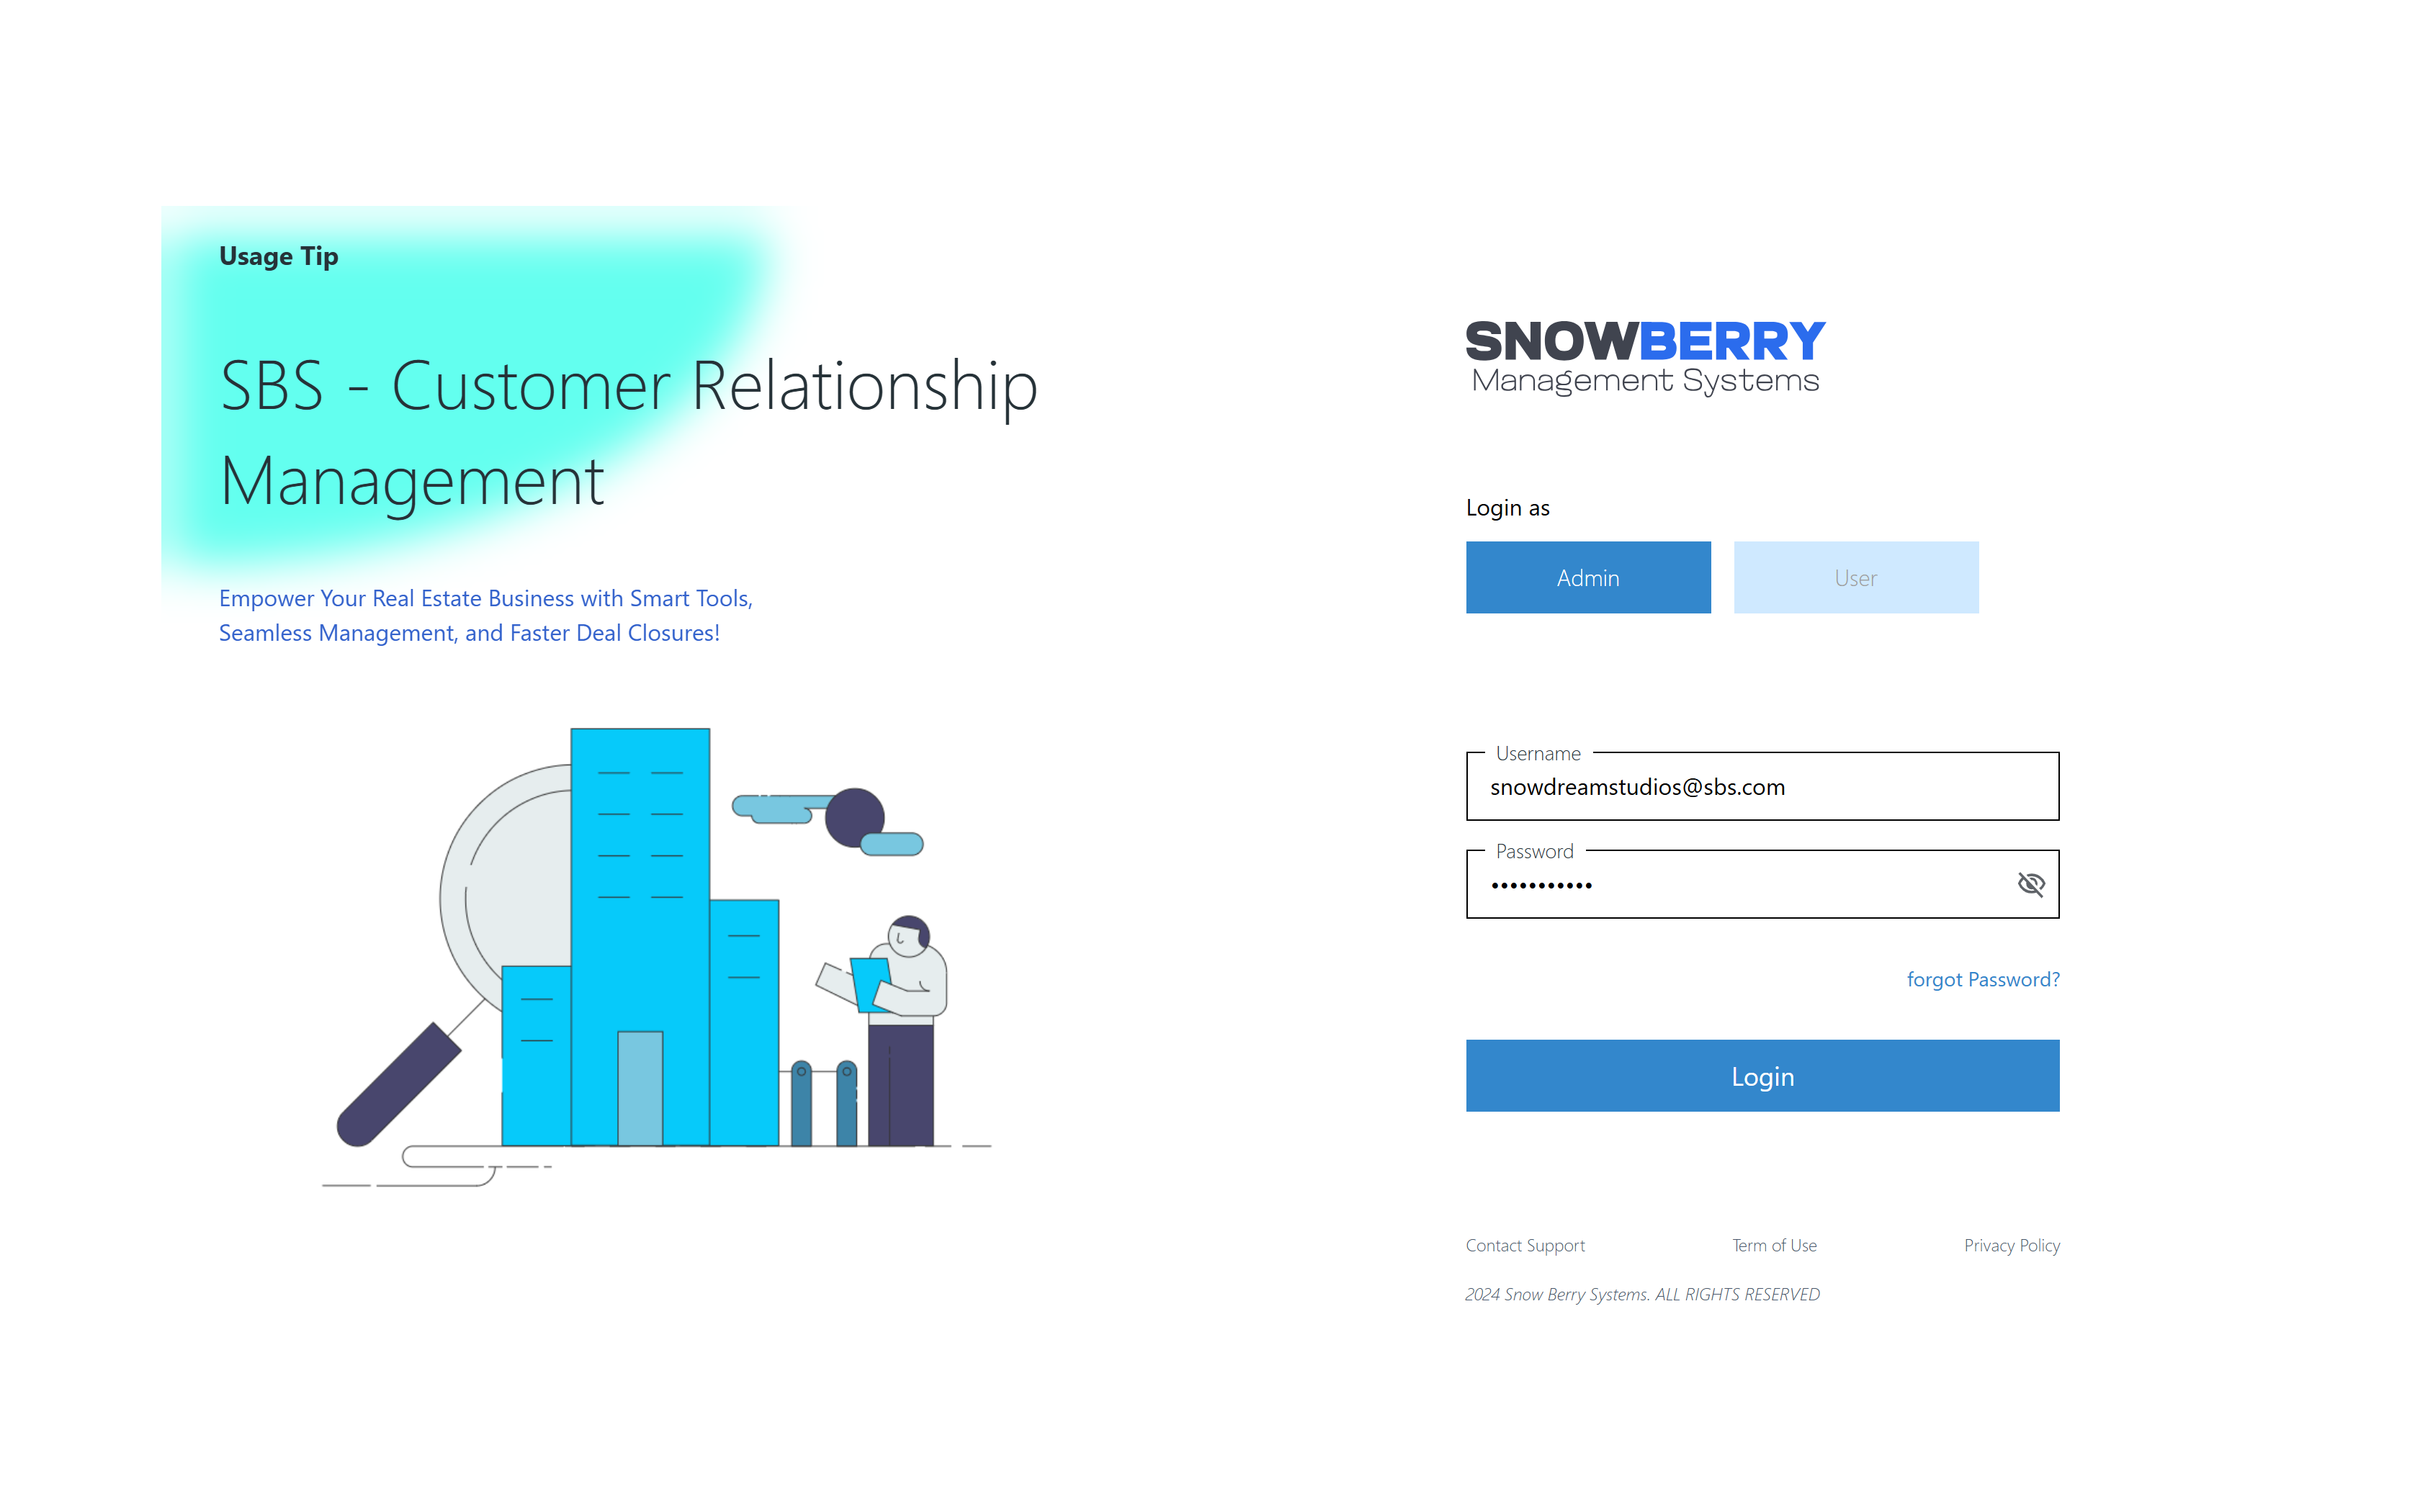 Usage Tip
SBS - Customer Relationship
Management
Empower Your Real Estate Business with Smart Tools,
Seamless Management, and Faster Deal Closures!
SNOWBERRY
Management Systems
Login as
Admin
User
Username
snowdreamstudios@sbs.com
Password
•••••••••••
forgot Password?
Login
Contact Support
Term of Use
Privacy Policy
2024 Snow Berry Systems. ALL RIGHTS RESERVED